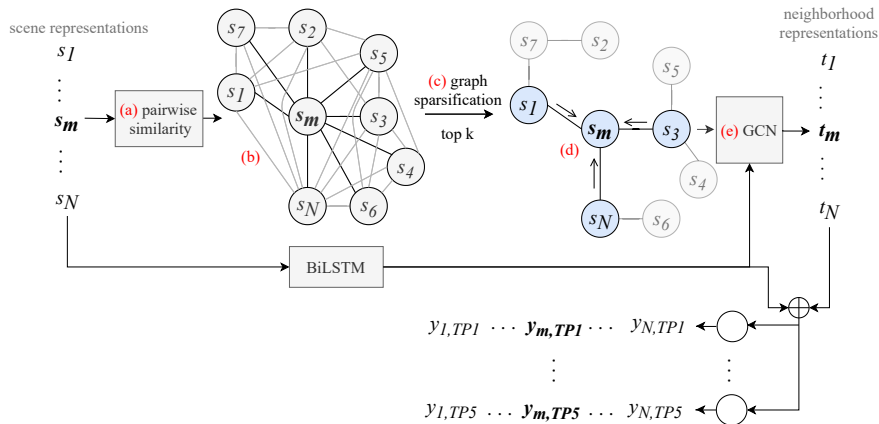 scene representations
neighborhood
representations
s1
. . .
sm
. . .
sN
(a) pairwise
similarity
s7
s2
s5
s1
sm
s3
s4
sN
s6
(b)
(c) graph
sparsification
top k
s7
s2
s5
s1
sm
s3
s4
sN
s6
(d)
(e) GCN
t1
. . .
tm
. . .
tN
BiLSTM
y1,TP1 . . . ym,TP1 . . . yN,TP1
. . .
. . .
y1,TP5 . . . ym,TP5 . . . yN,TP5